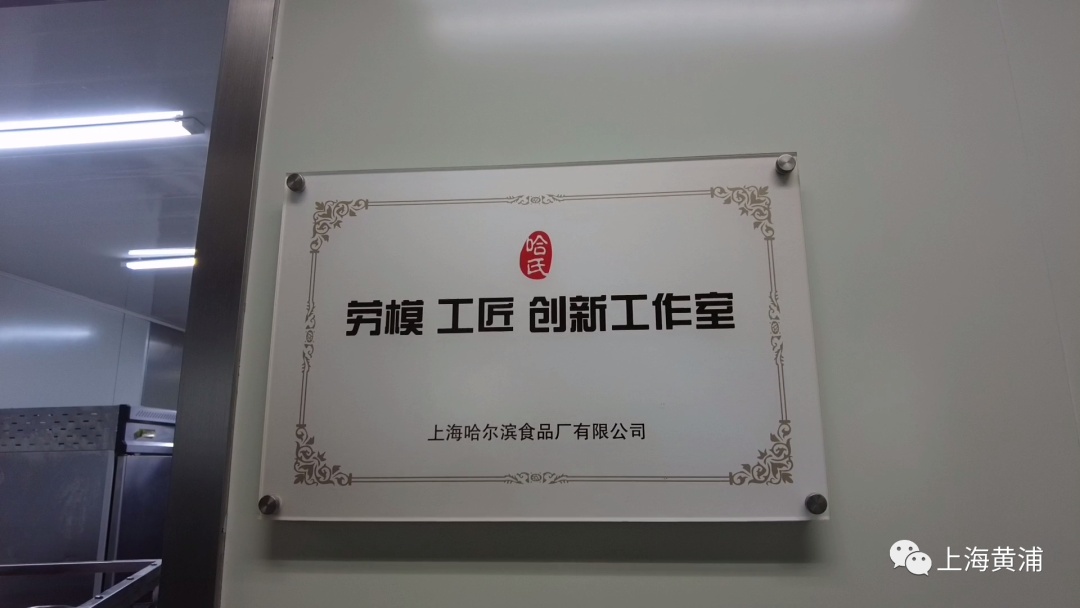 哈氏
劳模 工匠 创新工作室
上海哈尔滨食品厂有限公司
上海黄浦